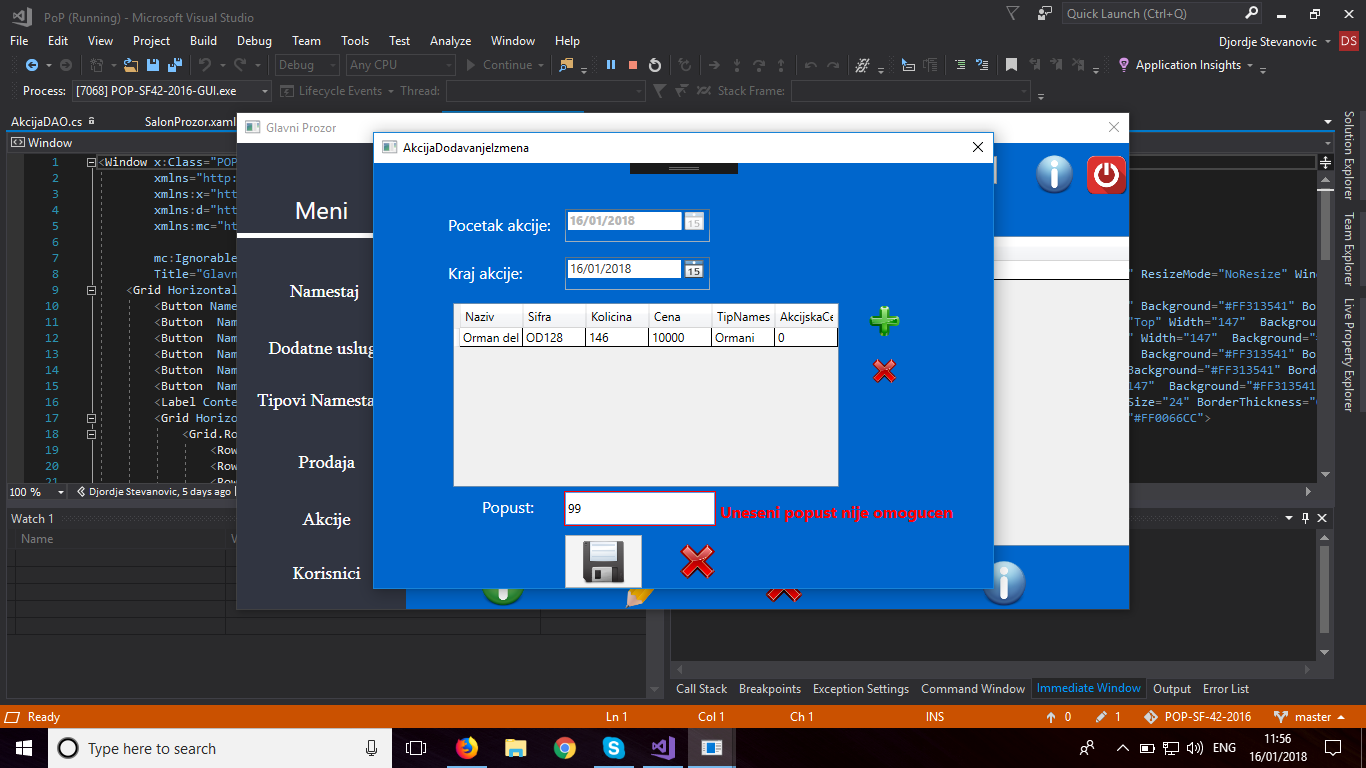 PoP (Running) - Microsoft Visual Studio
Quick Launch (Ctrl+Q)
File Edit View Project Build Debug Team Tools Test Analyze Window Help
Djordje Stevanovic DS
Debug Any CPU Continue Application Insights
Process: [7068] POP-SF42-2016-GUI.exe Lifecycle Events Thread: Stack Frame:
AkcijaDAO.cs SalonProzor.xaml
Window
1 <Window x:Class="POP
2 xmlns="http:
3 xmlns:x="htt
4 xmlns:d="htt
5 xmlns:mc="ht
6
7 mc:Ignorable
8 Title="Glavn
9 <Grid Horizontal
10 <Button Name
11 <Button Nam
12 <Button Nam
13 <Button Nam
14 <Button Nam
15 <Button Nam
16 <Label Conte
17 <Grid Horizo
18 <Grid.Ro
19 <Row
20 <Row
21 <Row
" ResizeMode="NoResize" Win
Background="#FF313541" Bo
"Top" Width="147" Backgroun
Width="147" Background="#
Background="#FF313541" Bo
Background="#FF313541" Bord
147" Background="#FF313541
Size="24" BorderThickness="
"#FF0066CC">
Solution Explorer
Team Explorer
Live Property Explorer
Glavni Prozor
Meni
Namestaj
Dodatne uslug
Tipovi Namesta
Prodaja
Akcije
Korisnici
AkcijaDodavanjeIzmena
Pocetak akcije: 16/01/2018 15
Kraj akcije: 16/01/2018 15
Naziv Sifra Kolicina Cena TipNames AkcijskaCe
Orman del OD128 146 10000 Ormani 0
Popust: 99 Uneseni popust nije omogucen
100 % Djordje Stevanovic, 5 days ago
Watch 1
Name
Call Stack Breakpoints Exception Settings Command Window Immediate Window Output Error List
Ready Ln 1 Col 1 Ch 1 INS 0 1 POP-SF-42-2016 master
Type here to search
ENG
11:56
16/01/2018